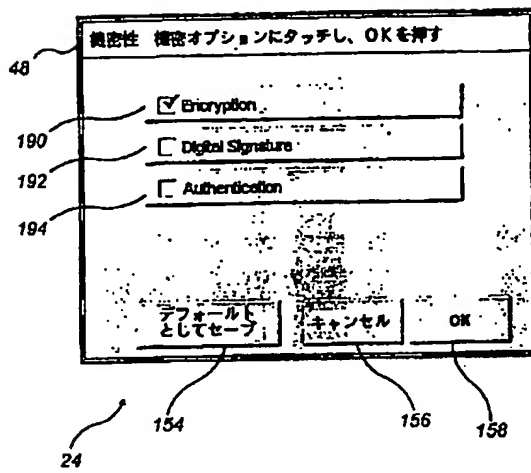 機密性 機密オプションにタッチし、OKを押す
48
190
Encryption
192
Digital Signature
194
Authentication
デフォールト
としてセーブ
キャンセル
OK
154
156
158
24